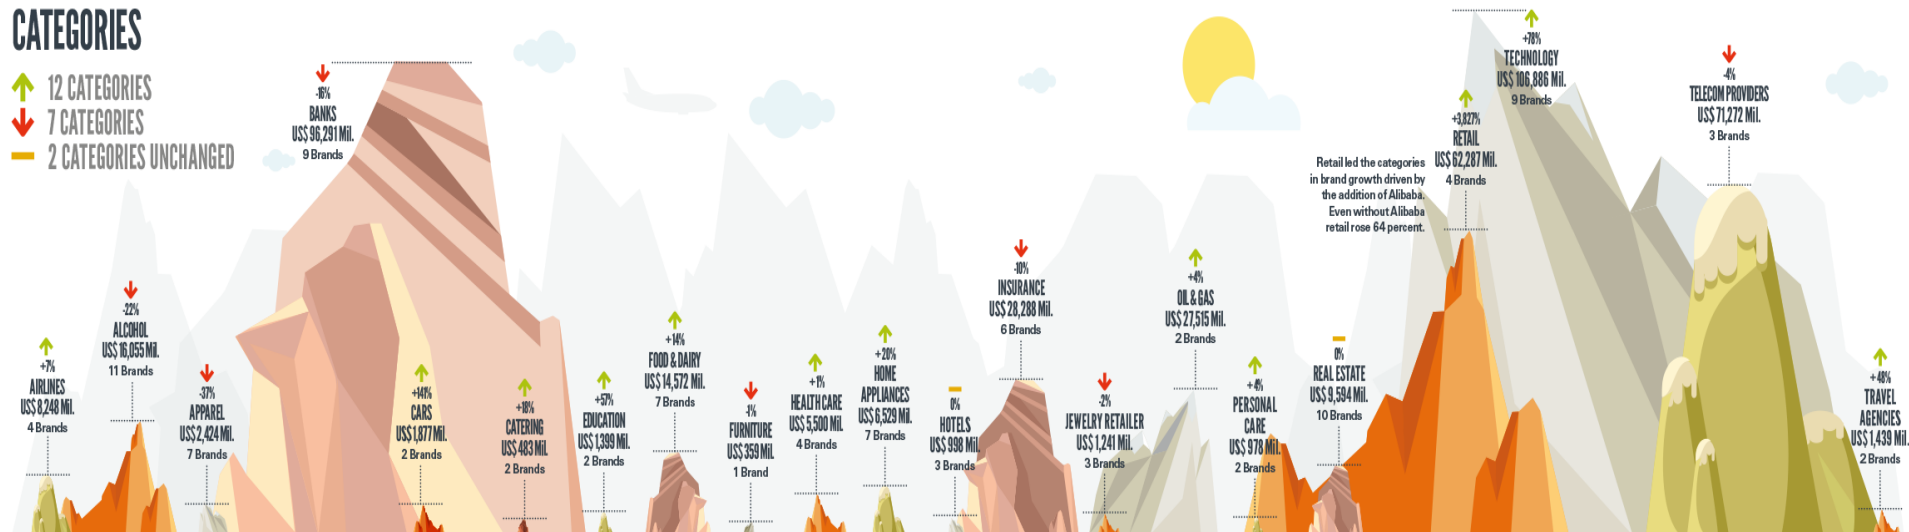 CATEGORIES
12 CATEGORIES
7 CATEGORIES
2 CATEGORIES UNCHANGED
+7%
AIRLINES
US$ 8,248 Mil.
4 Brands
-22%
ALCOHOL
US$ 16,055 Mil.
11 Brands
-37%
APPAREL
US$ 2,424 Mil.
7 Brands
-16%
BANKS
US$ 96,291 Mil.
9 Brands
+14%
CARS
US$ 1,877 Mil.
2 Brands
+18%
CATERING
US$ 483 Mil.
2 Brands
+57%
EDUCATION
US$ 1,399 Mil.
2 Brands
+14%
FOOD & DAIRY
US$ 14,572 Mil.
7 Brands
-1%
FURNITURE
US$ 359 Mil.
1 Brand
+1%
HEALTH CARE
US$ 5,500 Mil.
4 Brands
+20%
HOME
APPLIANCES
US$ 6,529 Mil.
7 Brands
0%
HOTELS
US$ 998 Mil.
3 Brands
-10%
INSURANCE
US$ 28,288 Mil.
6 Brands
-2%
JEWELRY RETAILER
US$ 1,241 Mil.
3 Brands
+4%
OIL & GAS
US$ 27,515 Mil.
2 Brands
+4%
PERSONAL
CARE
US$ 978 Mil.
2 Brands
0%
REAL ESTATE
US$ 9,594 Mil.
10 Brands
Retail led the categories
in brand growth driven by
the addition of Alibaba.
Even without Alibaba
retail rose 64 percent.
+3,827%
RETAIL
US$ 62,287 Mil.
4 Brands
+78%
TECHNOLOGY
US$ 106,886 Mil.
9 Brands
-4%
TELECOM PROVIDERS
US$ 71,272 Mil.
3 Brands
+48%
TRAVEL
AGENCIES
US$ 1,439 Mil.
2 Brands